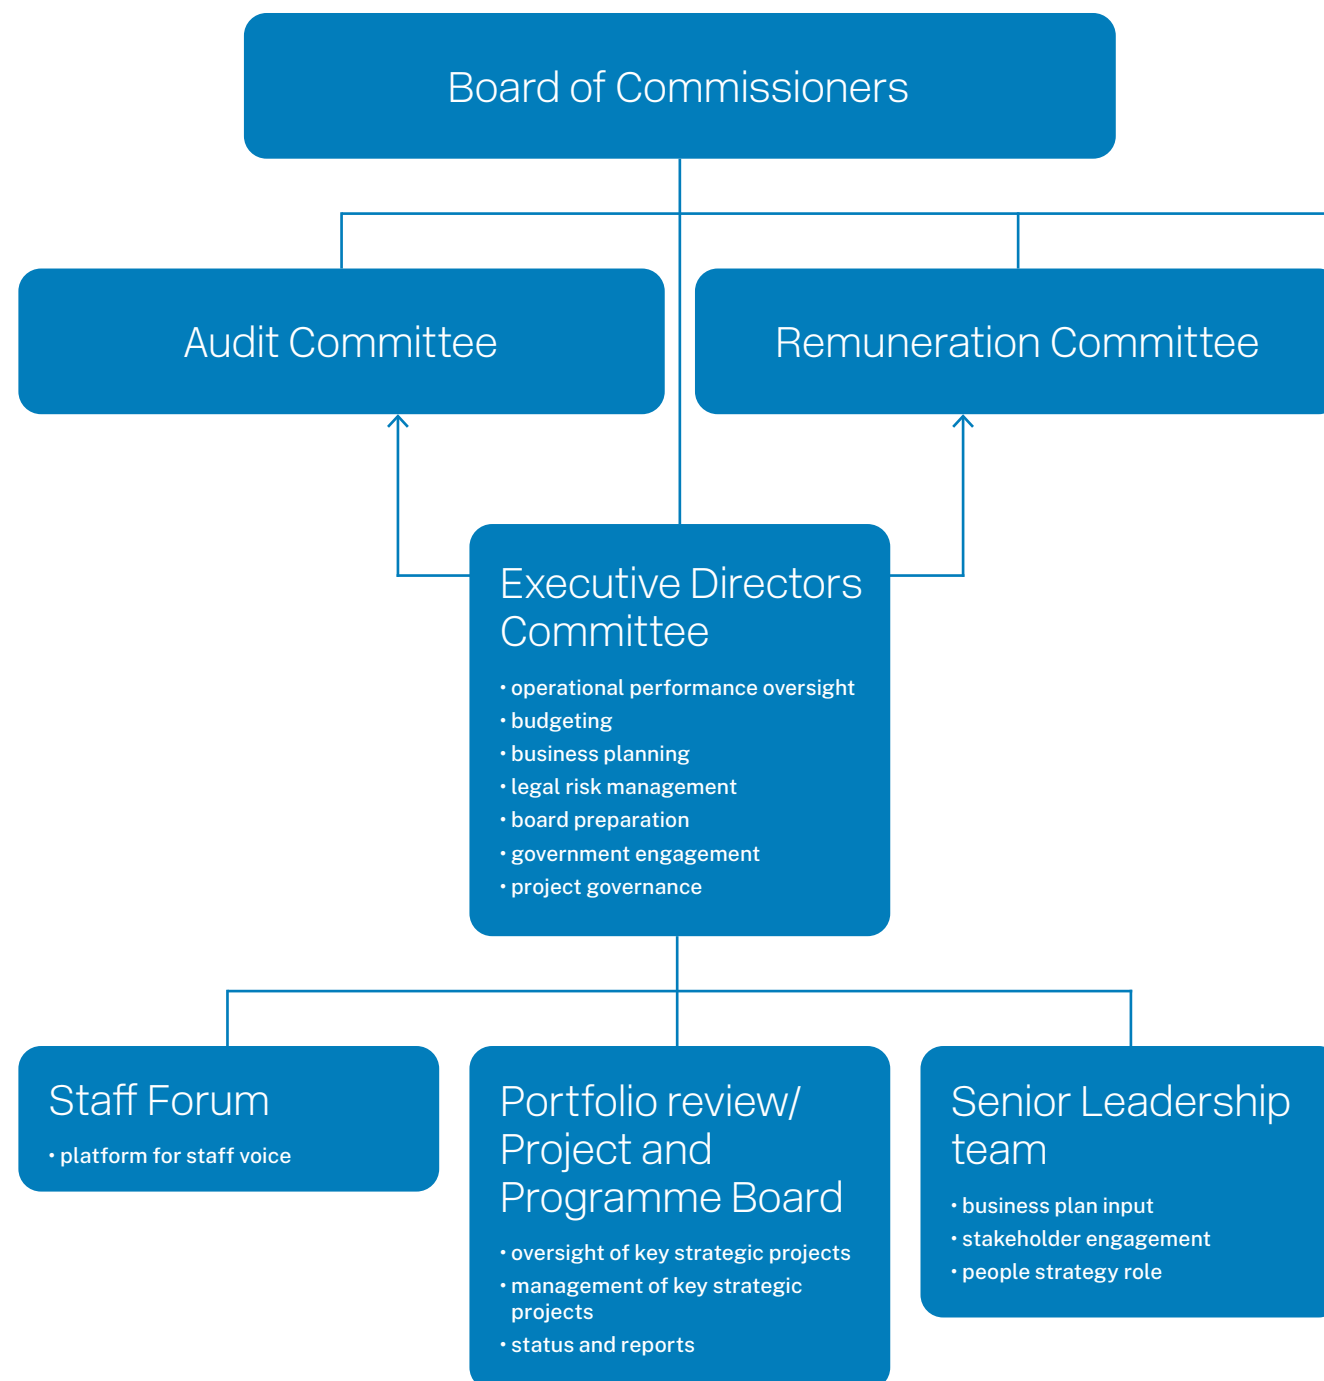 Board of Commissioners
Audit Committee
Remuneration Committee
Executive Directors
Committee
• operational performance oversight
• budgeting
• business planning
• legal risk management
• board preparation
• government engagement
• project governance
Staff Forum
• platform for staff voice
Portfolio review/
Project and
Programme Board
• oversight of key strategic projects
• management of key strategic
projects
• status and reports
Senior Leadership
team
• business plan input
• stakeholder engagement
• people strategy role